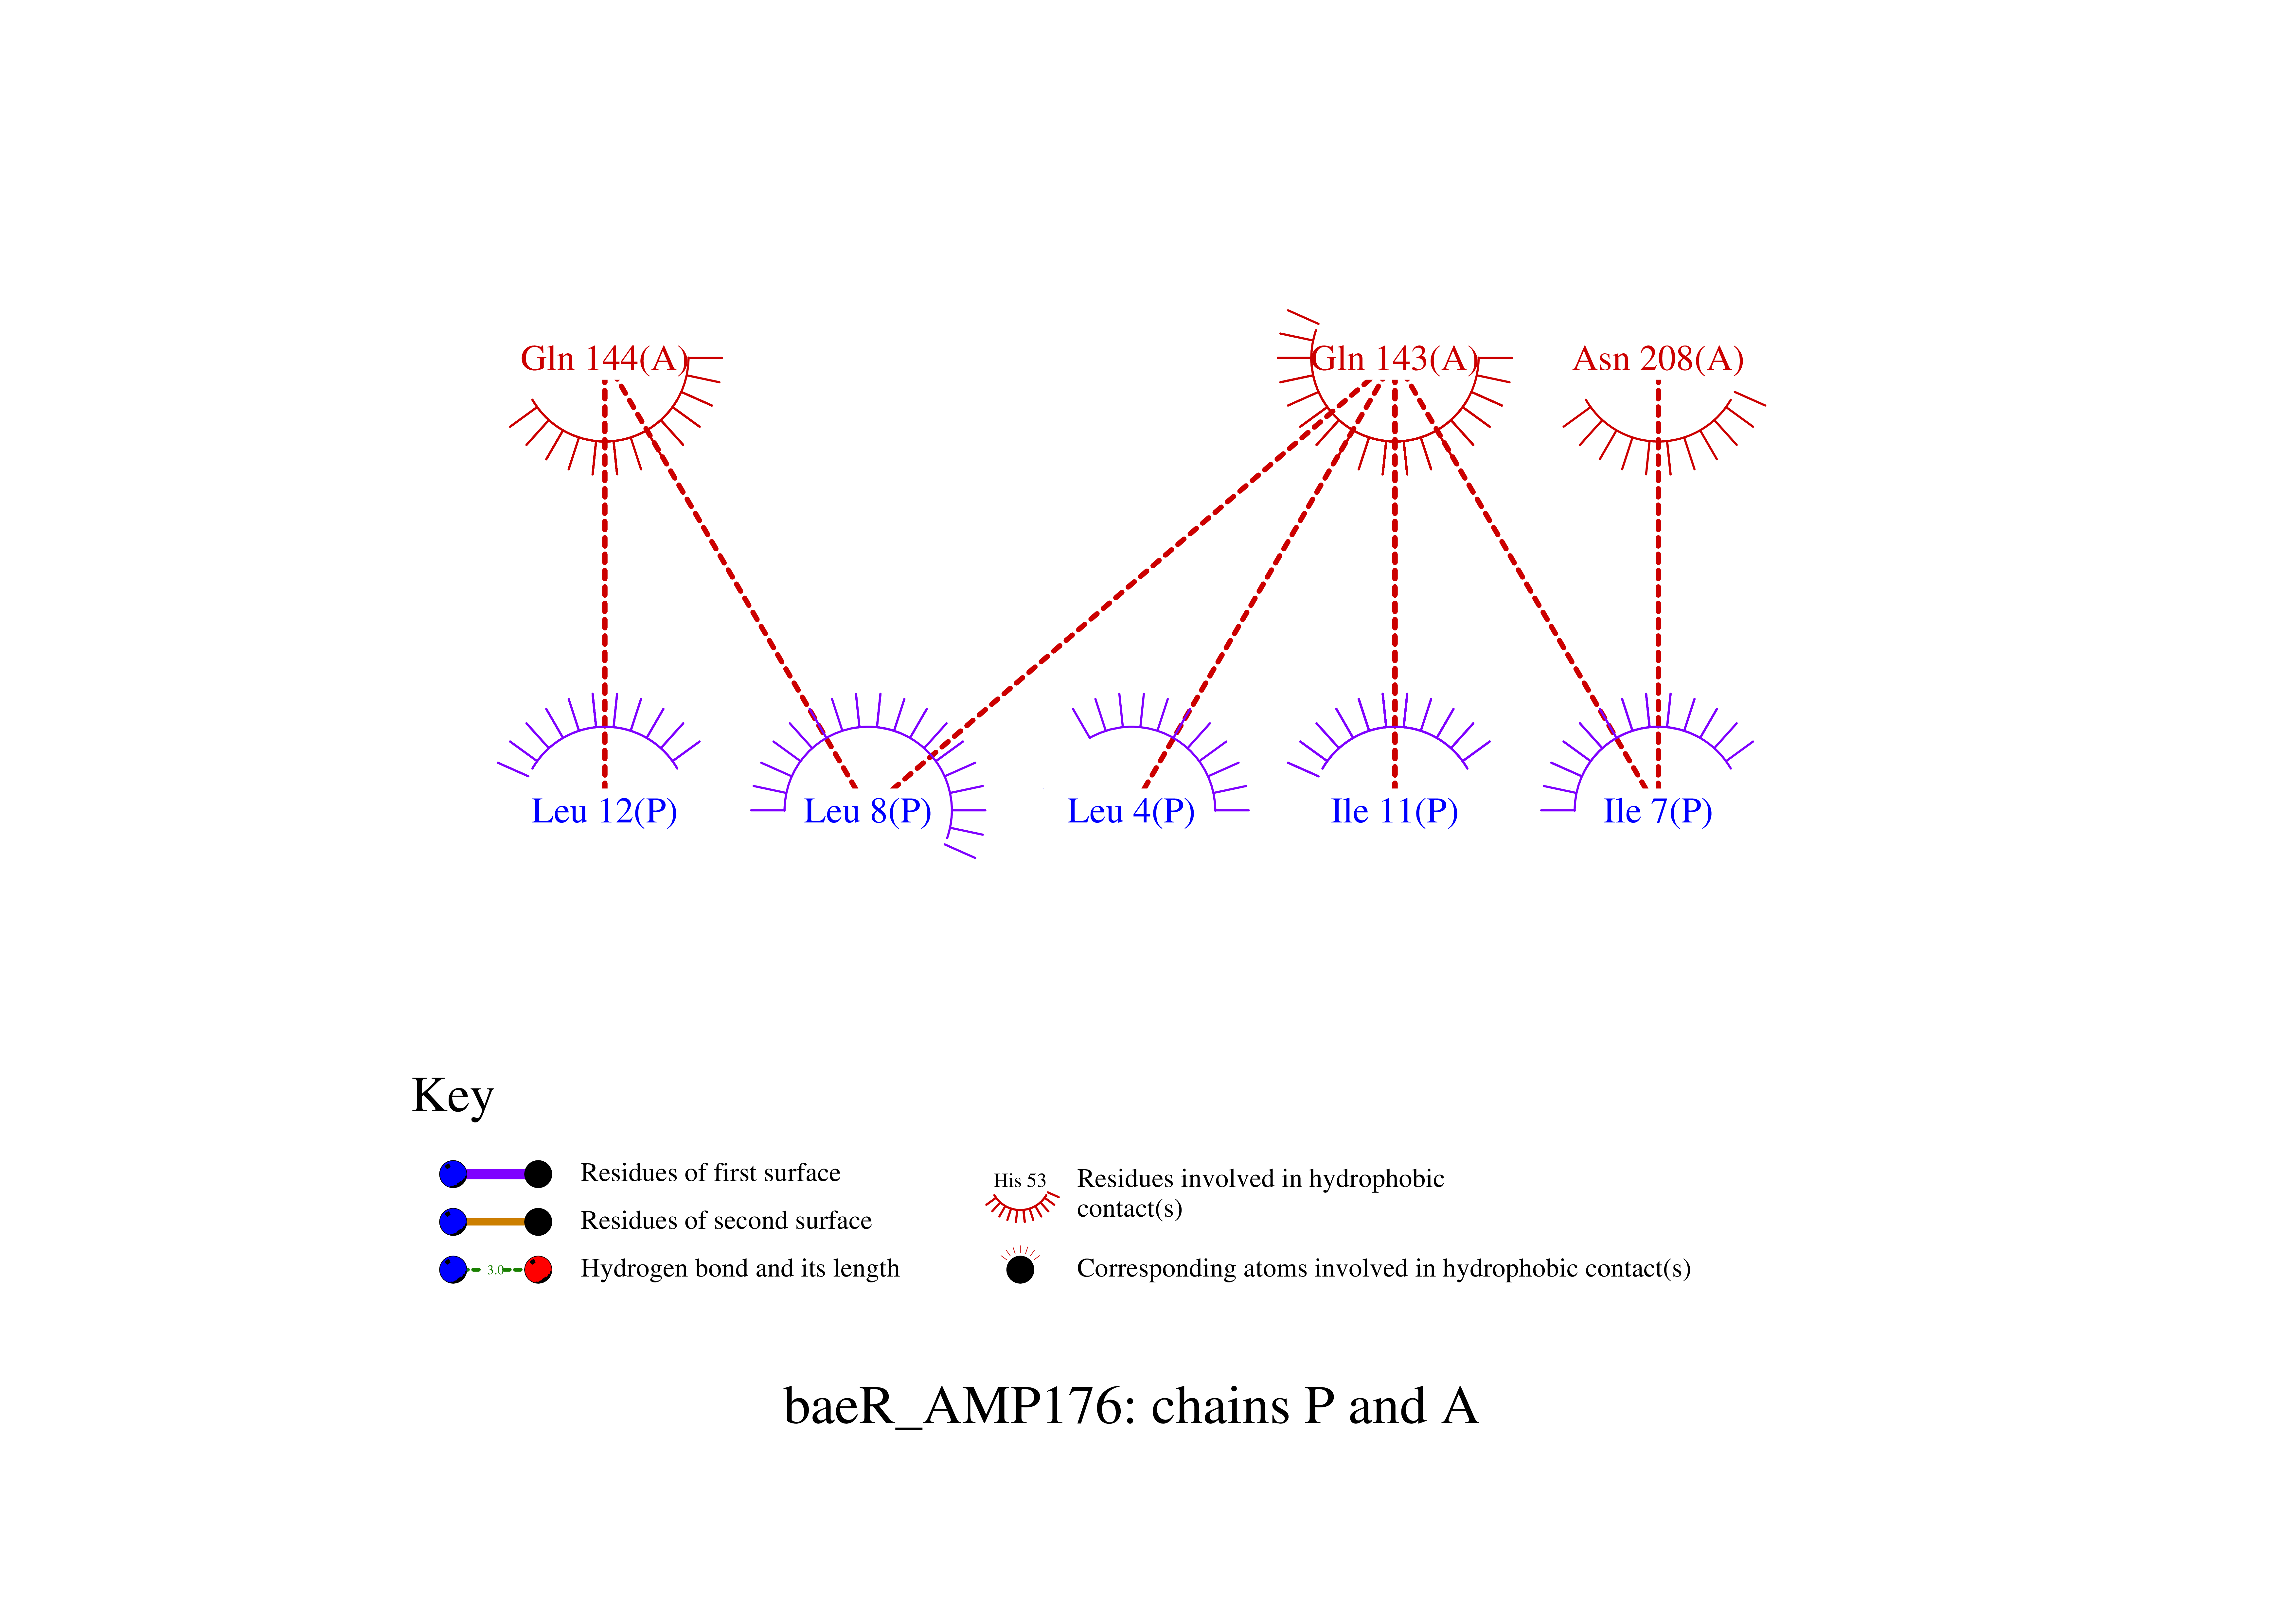 Gln 144(A) Gln 143(A) Asn 208(A)
Leu 12(P) Leu 8(P) Leu 4(P) Ile 11(P) Ile 7(P)
Key
Residues of first surface
Residues of second surface
3.0 Hydrogen bond and its length
His 53 Residues involved in hydrophobic
contact(s)
Corresponding atoms involved in hydrophobic contact(s)
baeR_AMP176: chains P and A